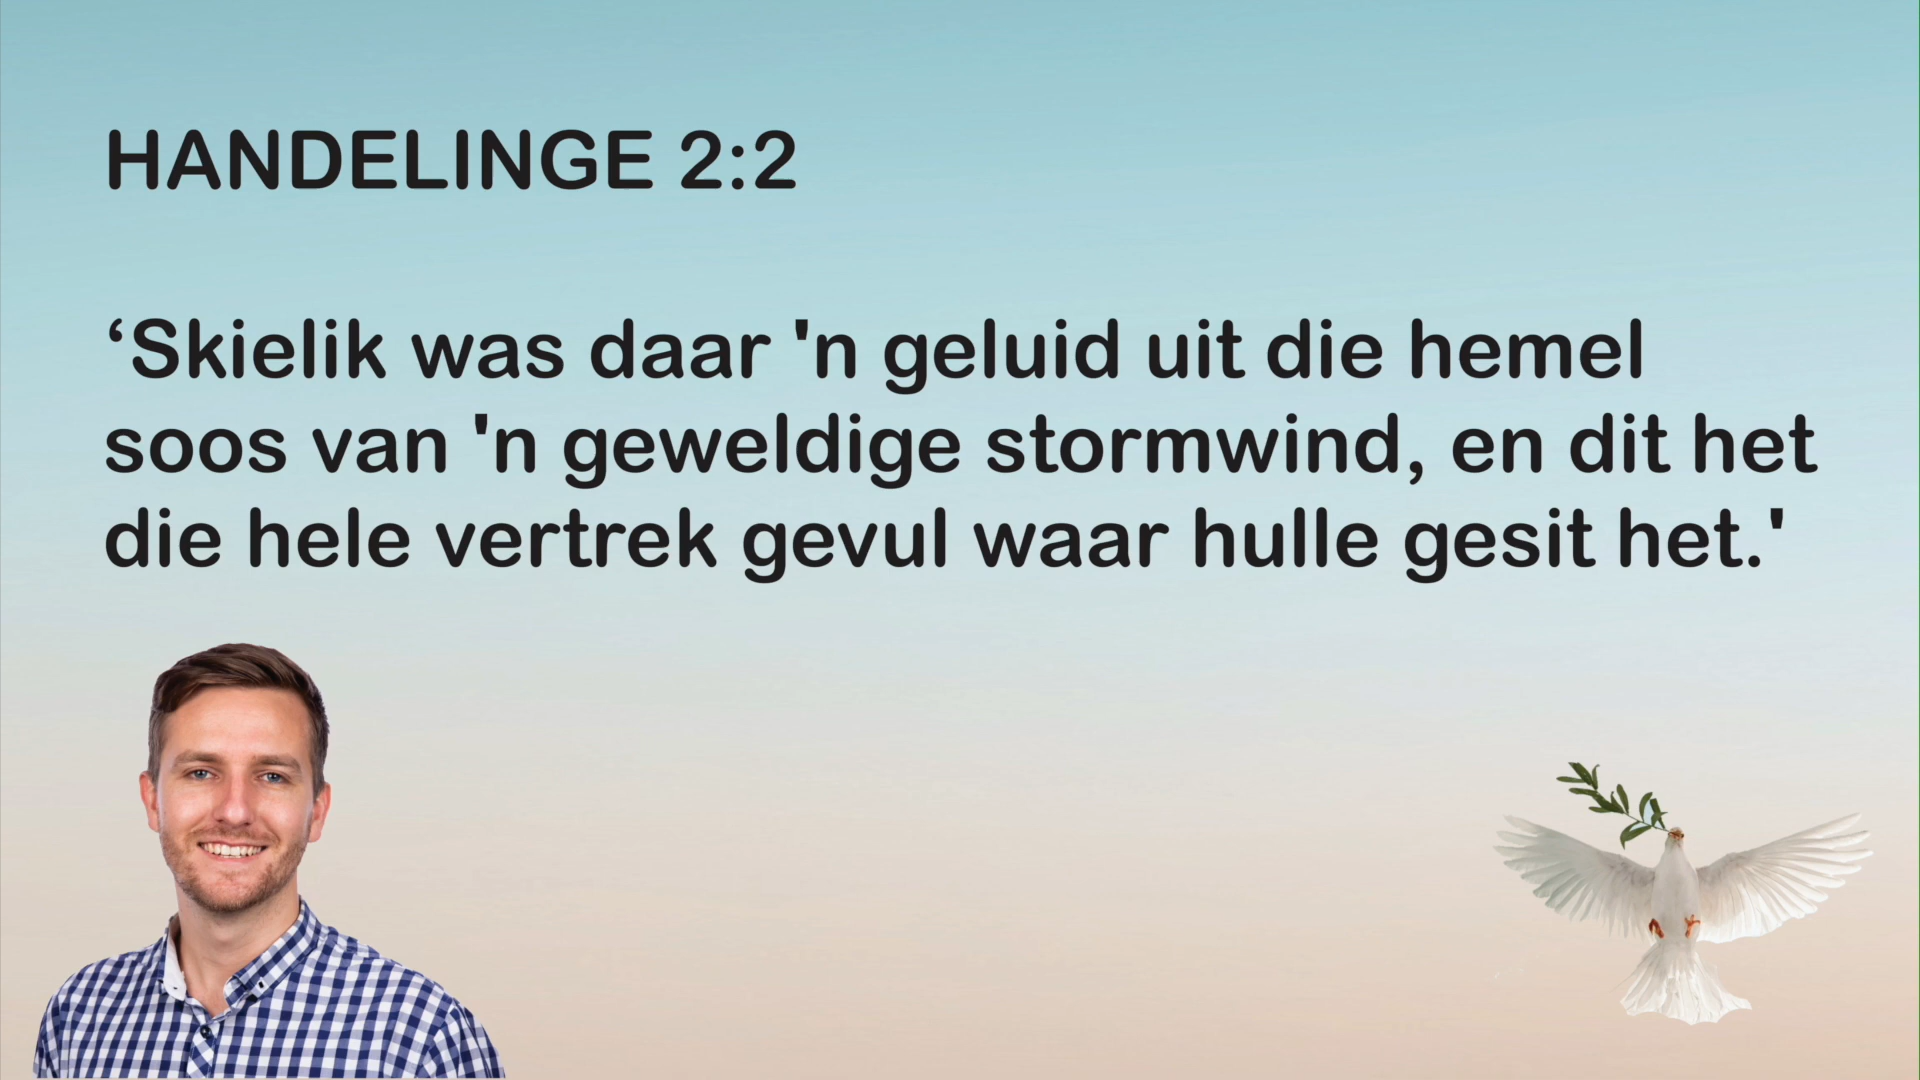 HANDELINGE 2:2
‘Skielik was daar 'n geluid uit die hemel
soos van 'n geweldige stormwind, en dit het
die hele vertrek gevul waar hulle gesit het.'